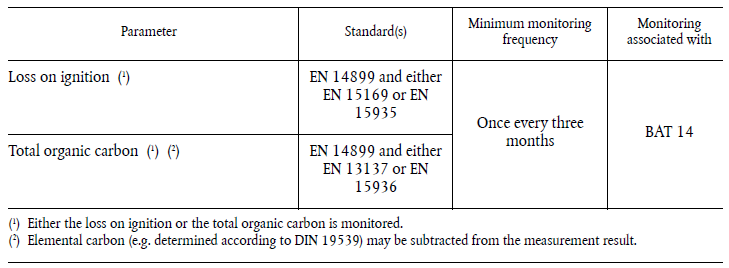 Parameter
Standard(s)
Minimum monitoring
frequency
Monitoring
associated with
Loss on ignition (¹)
EN 14899 and either
EN 15169 or EN
15935
Once every three
months
BAT 14
Total organic carbon (¹) (²)
EN 14899 and either
EN 13137 or EN
15936
(¹) Either the loss on ignition or the total organic carbon is monitored.
(²) Elemental carbon (e.g. determined according to DIN 19539) may be subtracted from the measurement result.